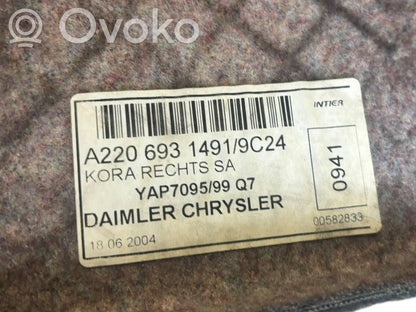 OVOKO
INTIER
A220 693 1491/9C24
KORA RECHTS SA
YAP7095/99 Q7
DAIMLER CHRYSLER
18.06.2004
0941
00582833